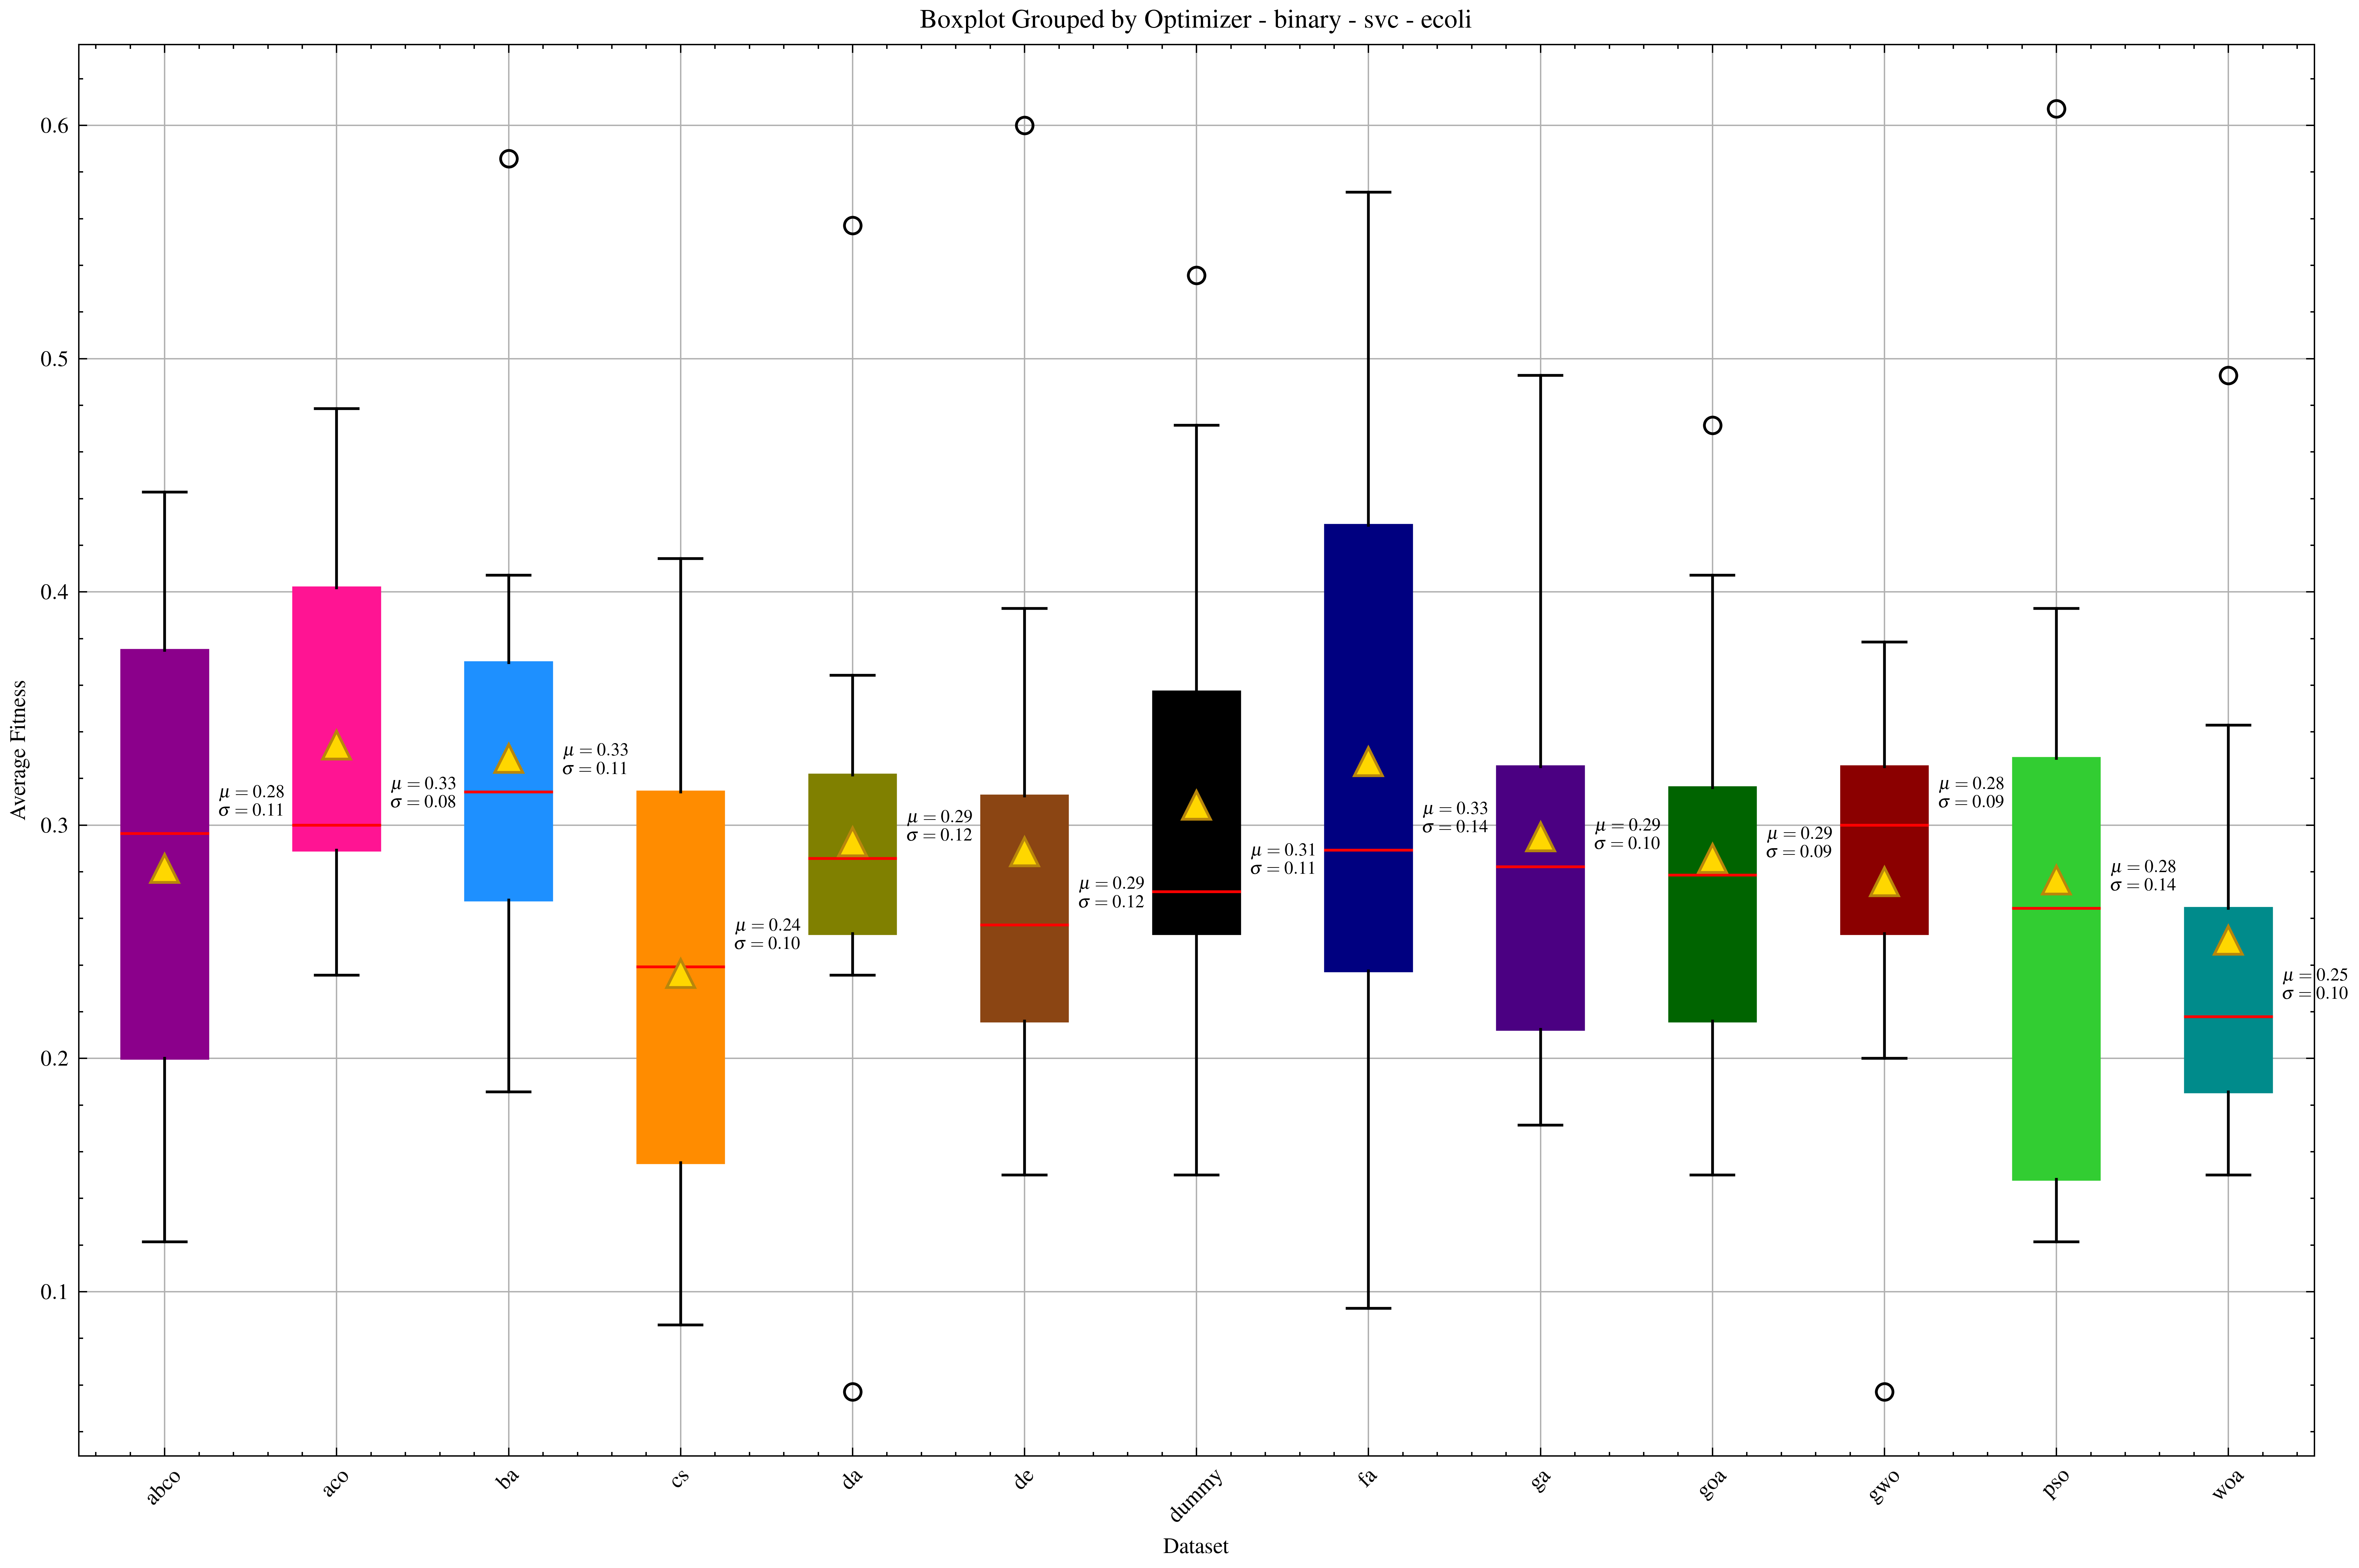 Boxplot Grouped by Optimizer - binary - svc - ecoli
Average Fitness
0.6
0.5
0.4
0.3
0.2
0.1
μ = 0.28
σ = 0.11
μ = 0.33
σ = 0.08
μ = 0.33
σ = 0.11
μ = 0.24
σ = 0.10
μ = 0.29
σ = 0.12
μ = 0.29
σ = 0.12
μ = 0.31
σ = 0.11
μ = 0.33
σ = 0.14
μ = 0.29
σ = 0.10
μ = 0.29
σ = 0.09
μ = 0.28
σ = 0.09
μ = 0.28
σ = 0.14
μ = 0.25
σ = 0.10
abco
aco
ba
cs
da
de
dummy
fa
ga
goa
gwo
pso
woa
Dataset